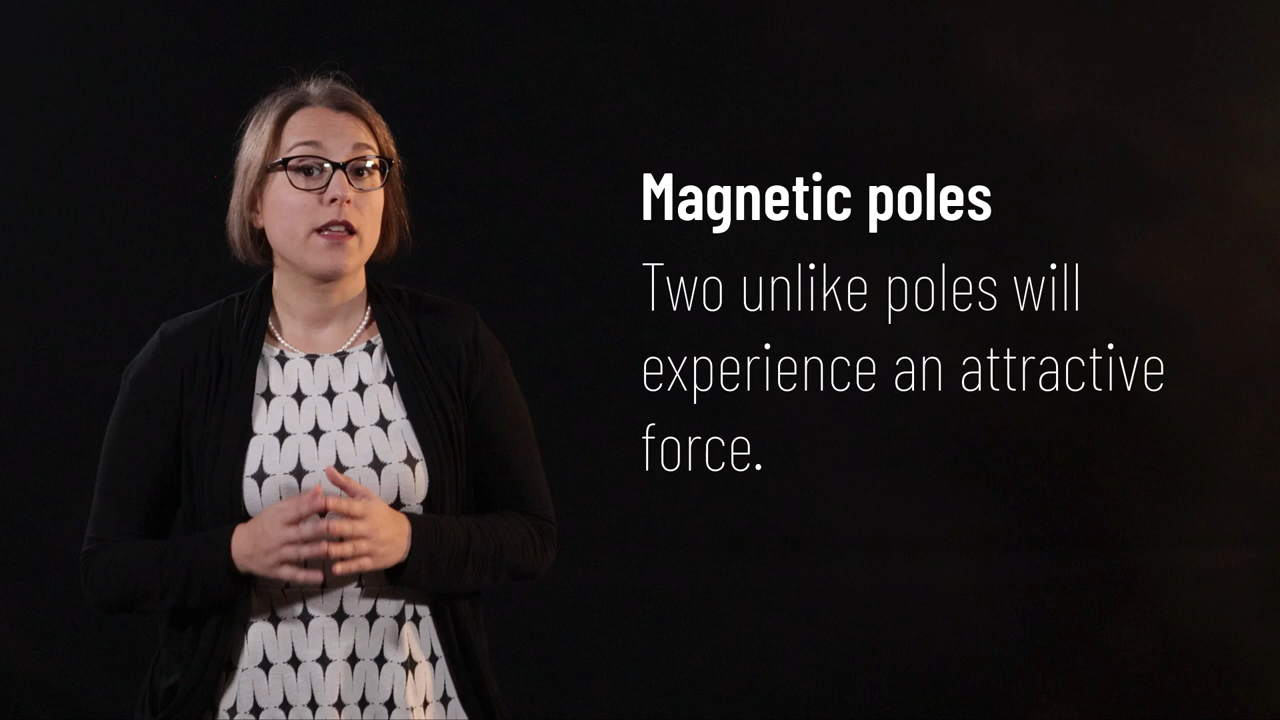 Magnetic poles
Two unlike poles will
experience an attractive
force.